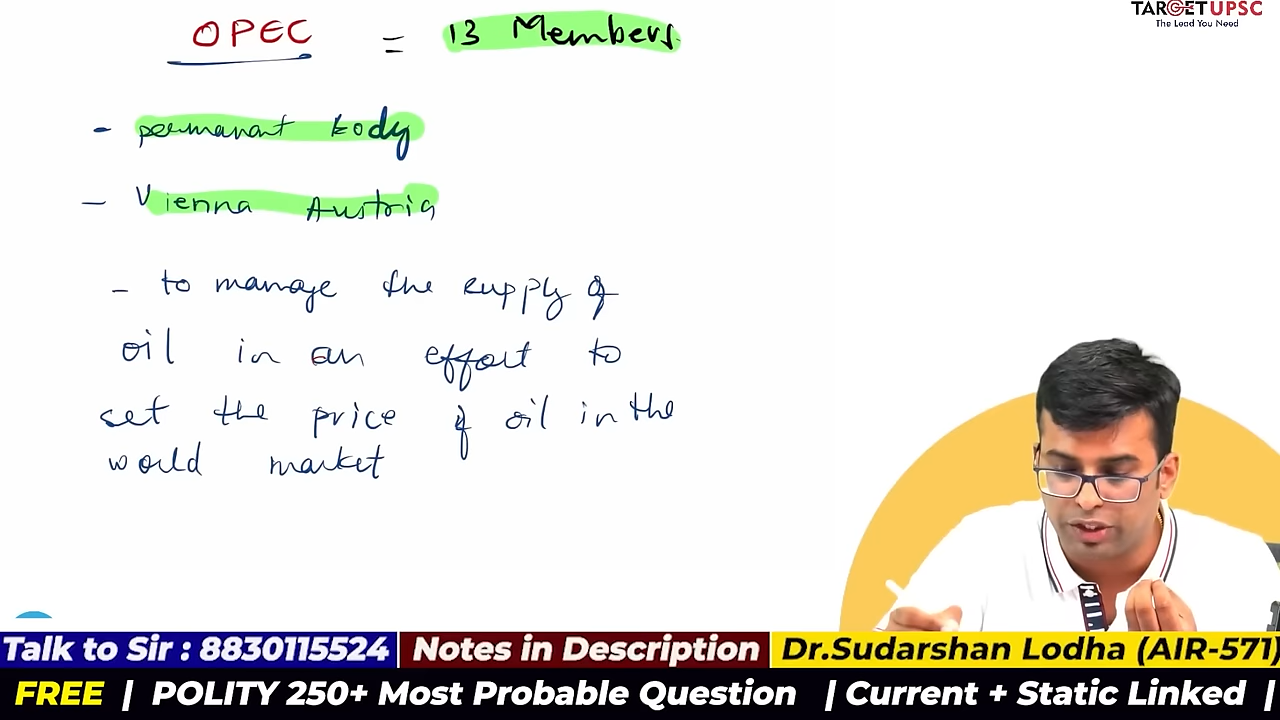 TARGETUPSC
The Lead You Need
OPEC = 13 Members
- permanant body
- Vienna Austria
- to manage the supply of
oil in an effort to
set the price of oil in the
world market
Talk to Sir : 8830115524 Notes in Description Dr.Sudarshan Lodha (AIR-571)
FREE | POLITY 250+ Most Probable Question | Current + Static Linked |